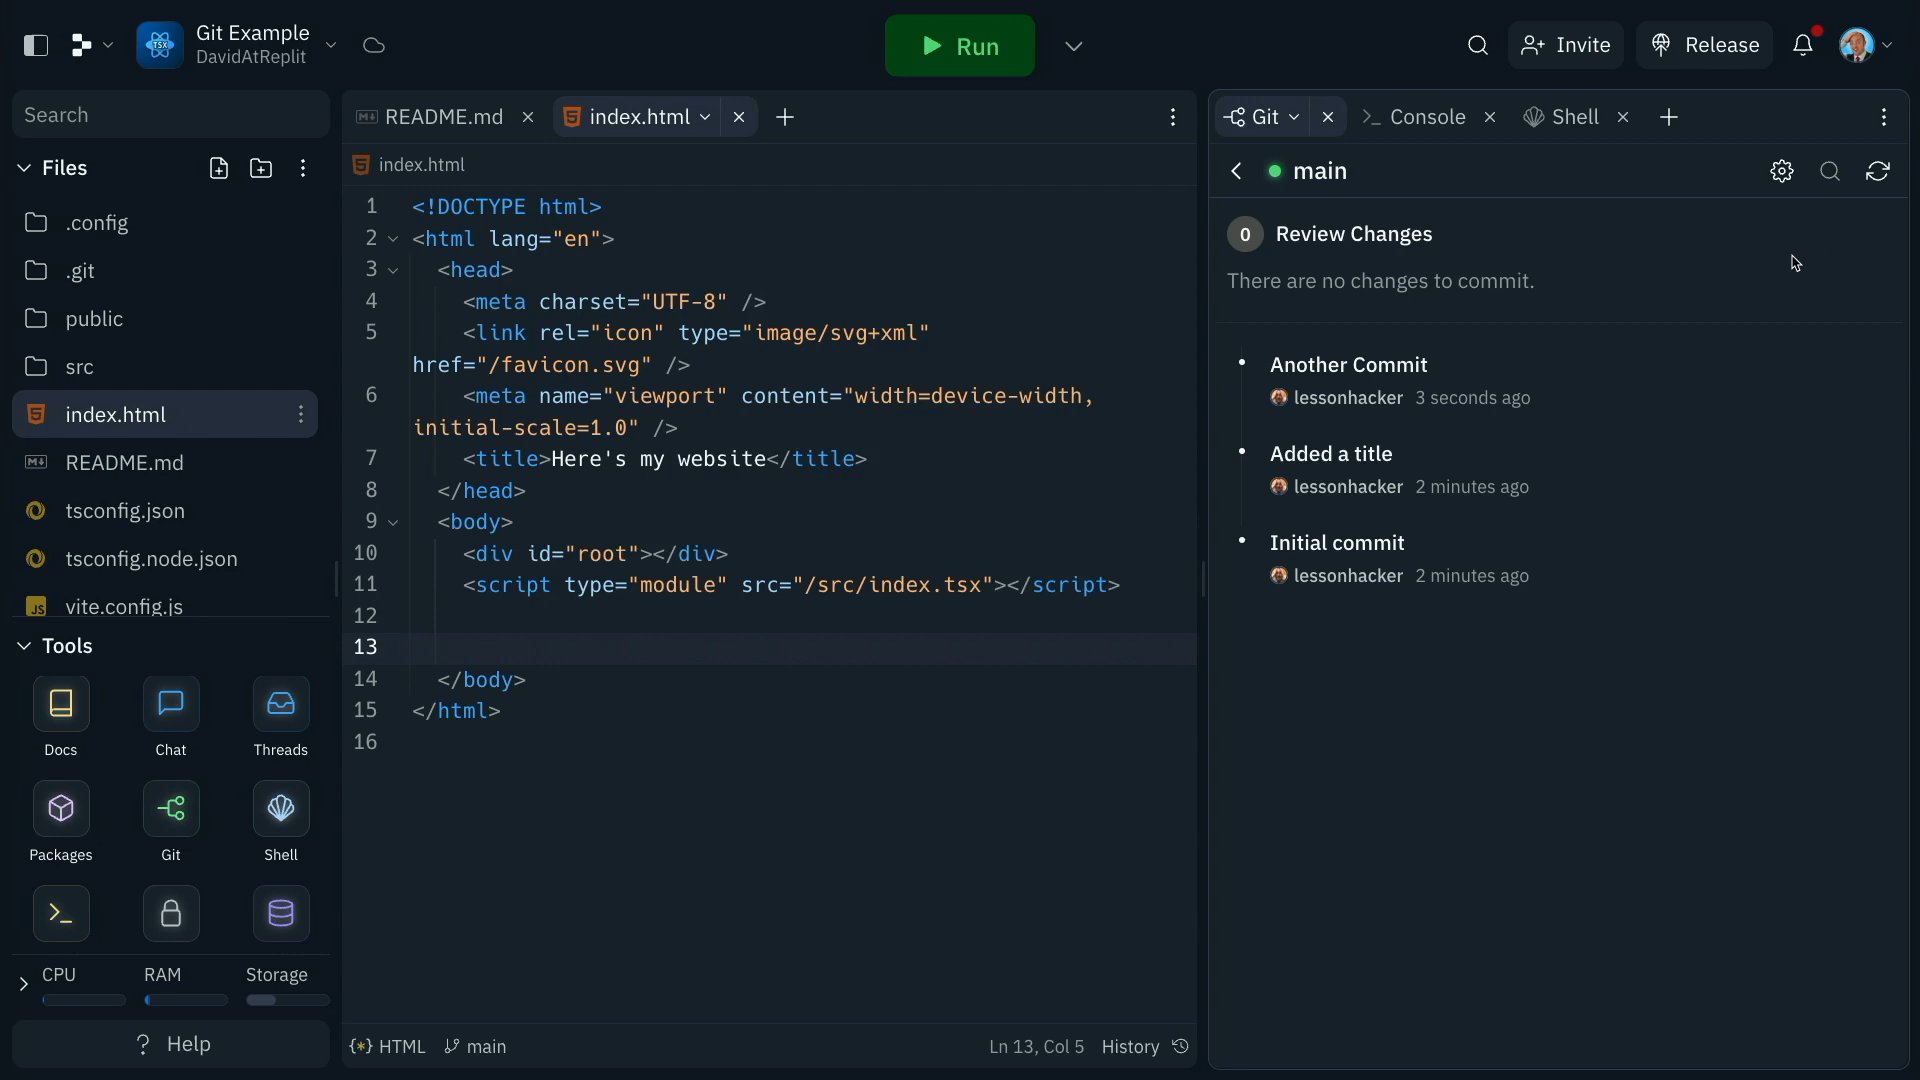 Git Example
DavidAtReplit
TSX
Run
Invite
Release
Search
Files
.config
.git
public
src
index.html
README.md
tsconfig.json
tsconfig.node.json
vite.config.js
Tools
Docs
Chat
Threads
Packages
Git
Shell
CPU
RAM
Storage
? Help
README.md
index.html
index.html
1 <!DOCTYPE html>
2 <html lang="en">
3 <head>
4 <meta charset="UTF-8" />
5 <link rel="icon" type="image/svg+xml"
href="/favicon.svg" />
6 <meta name="viewport" content="width=device-width,
initial-scale=1.0" />
7 <title>Here's my website</title>
8 </head>
9 <body>
10 <div id="root"></div>
11 <script type="module" src="/src/index.tsx"></script>
12
13
14 </body>
15 </html>
16
{*} HTML
main
Ln 13, Col 5
History
Git
Console
Shell
main
0 Review Changes
There are no changes to commit.
Another Commit
lessonhacker 3 seconds ago
Added a title
lessonhacker 2 minutes ago
Initial commit
lessonhacker 2 minutes ago